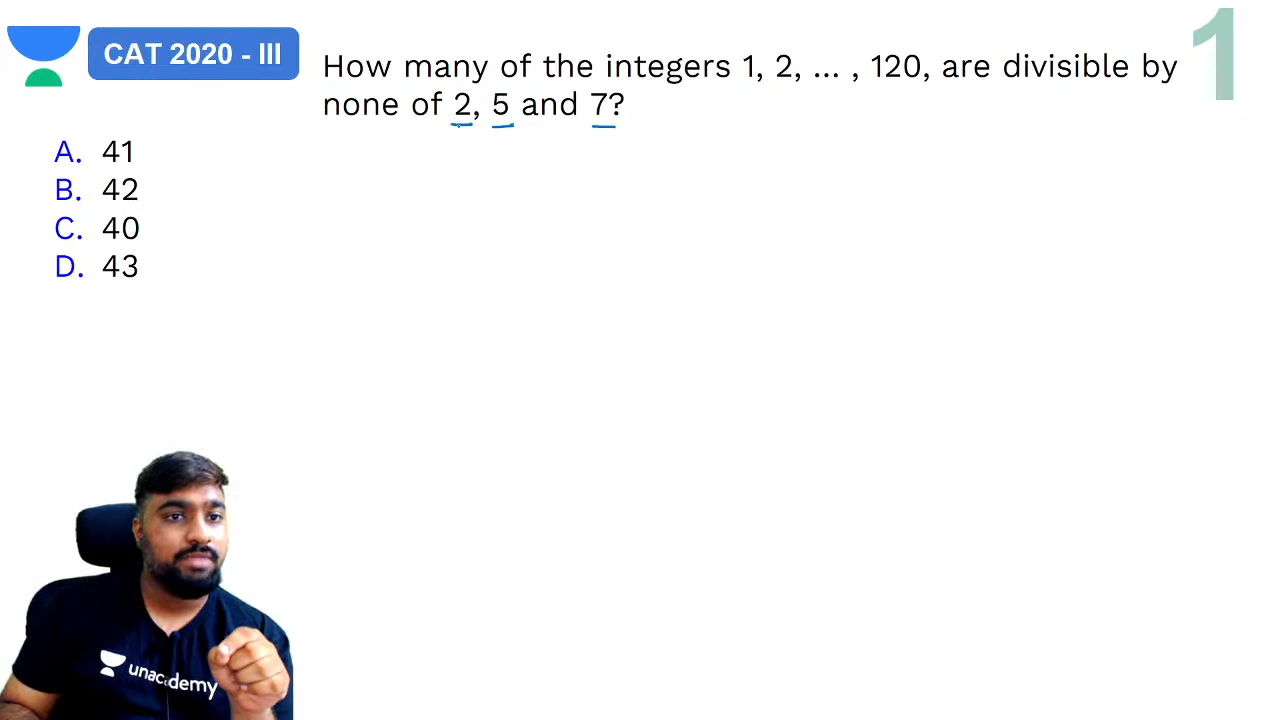 CAT 2020 - III
1
How many of the integers 1, 2, ... , 120, are divisible by
none of 2, 5 and 7?
A. 41
B. 42
C. 40
D. 43
unacademy